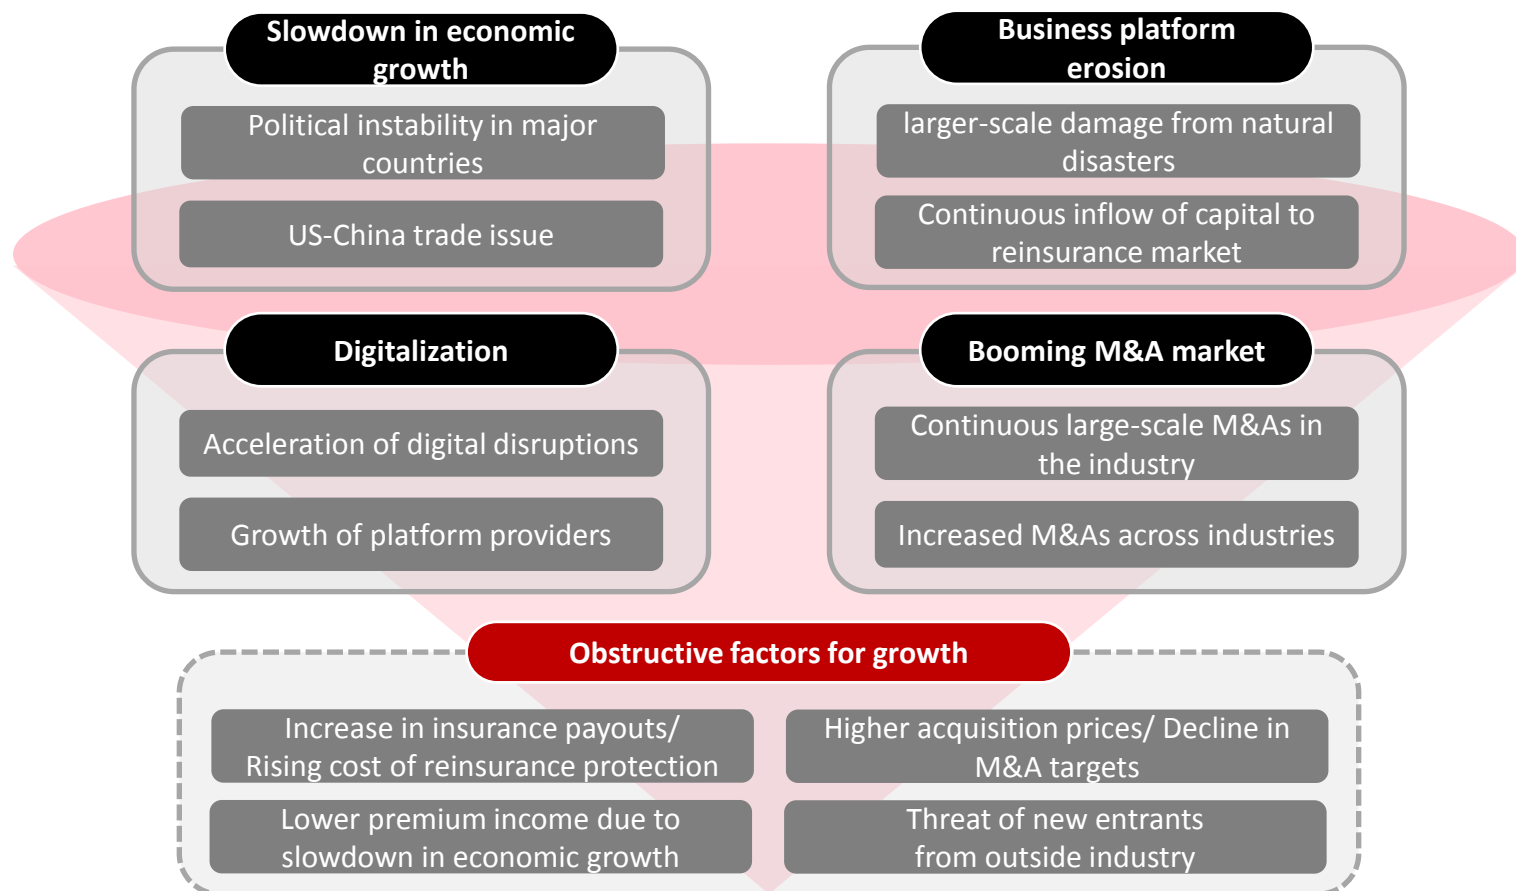 Slowdown in economic
growth
Political instability in major
countries
US-China trade issue
Business platform
erosion
larger-scale damage from natural
disasters
Continuous inflow of capital to
reinsurance market
Digitalization
Acceleration of digital disruptions
Growth of platform providers
Booming M&A market
Continuous large-scale M&As in
the industry
Increased M&As across industries
Obstructive factors for growth
Increase in insurance payouts/
Rising cost of reinsurance protection
Higher acquisition prices/ Decline in
M&A targets
Lower premium income due to
slowdown in economic growth
Threat of new entrants
from outside industry